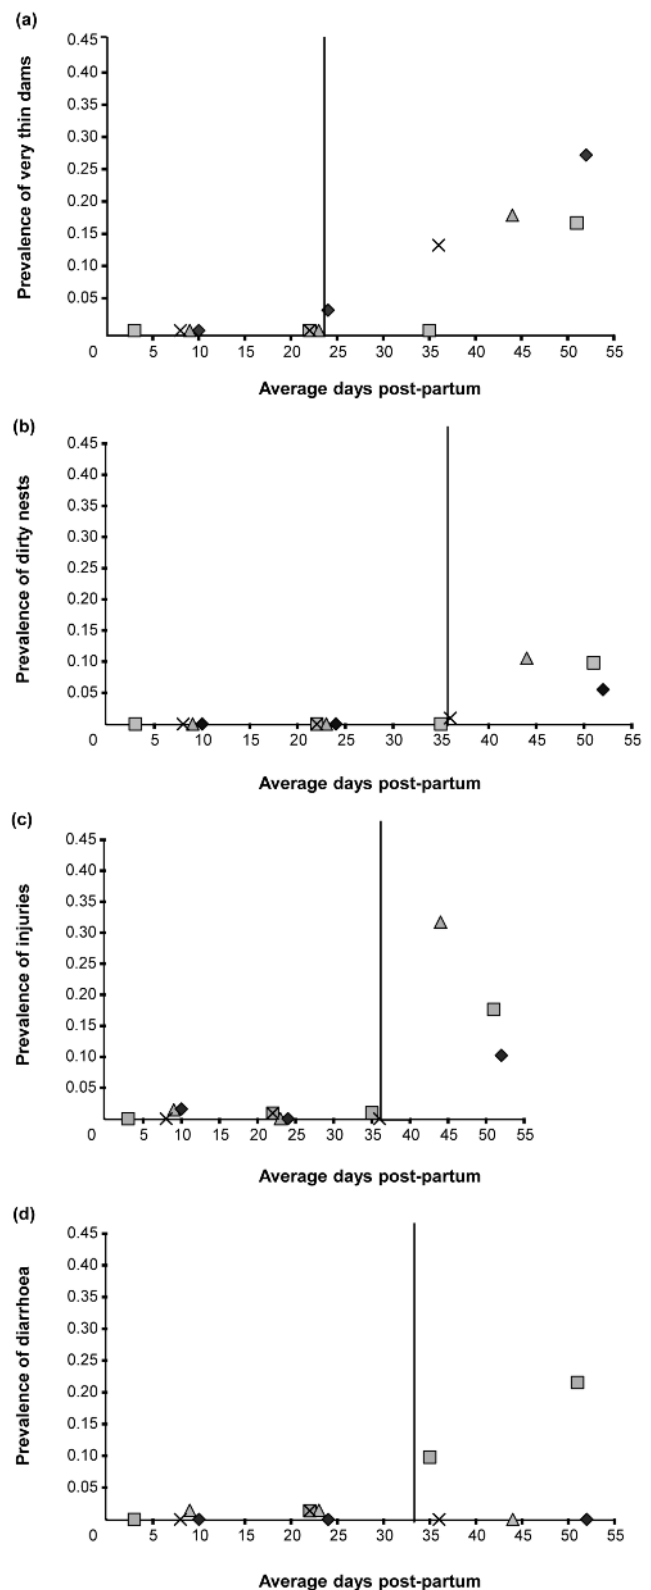 (a)
Prevalence of very thin dams
0.45
0.40
0.35
0.30
0.25
0.20
0.15
0.10
0.05
0 5 10 15 20 25 30 35 40 45 50 55
Average days post-partum
(b)
Prevalence of dirty nests
0.45
0.40
0.35
0.30
0.25
0.20
0.15
0.10
0.05
0 5 10 15 20 25 30 35 40 45 50 55
Average days post-partum
(c)
Prevalence of injuries
0.45
0.40
0.35
0.30
0.25
0.20
0.15
0.10
0.05
0 5 10 15 20 25 30 35 40 45 50 55
Average days post-partum
(d)
Prevalence of diarrhoea
0.45
0.40
0.35
0.30
0.25
0.20
0.15
0.10
0.05
0 5 10 15 20 25 30 35 40 45 50 55
Average days post-partum